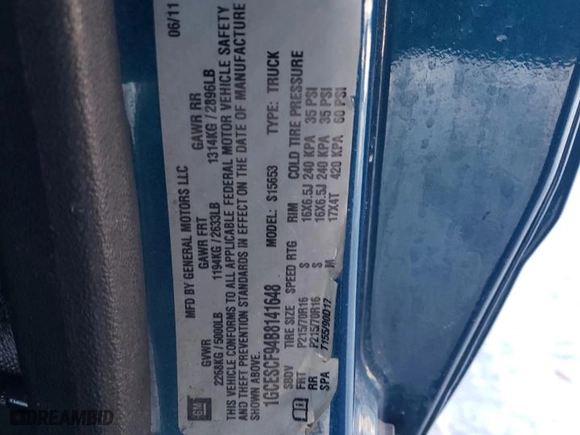 MFD BY GENERAL MOTORS LLC 06/11
GVWR GAWR FRT GAWR RR
2268KG/5000LB 1194KG/2633LB 1314KG/2896LB
THIS VEHICLE CONFORMS TO ALL APPLICABLE FEDERAL MOTOR VEHICLE SAFETY
AND THEFT PREVENTION STANDARDS IN EFFECT ON THE DATE OF MANUFACTURE
SHOWN ABOVE.
1GCESCF94B8141648 MODEL: S15653 TYPE: TRUCK
SBDV TIRE SIZE SPEED RTG RIM COLD TIRE PRESSURE
FRT P215/70R16 S 16X6.5J 240 KPA 35 PSI
RR P215/70R16 S 16X6.5J 240 KPA 35 PSI
SPA T155/90D17 M 17X4T 420 KPA 60 PSI
GM
DREAMBID